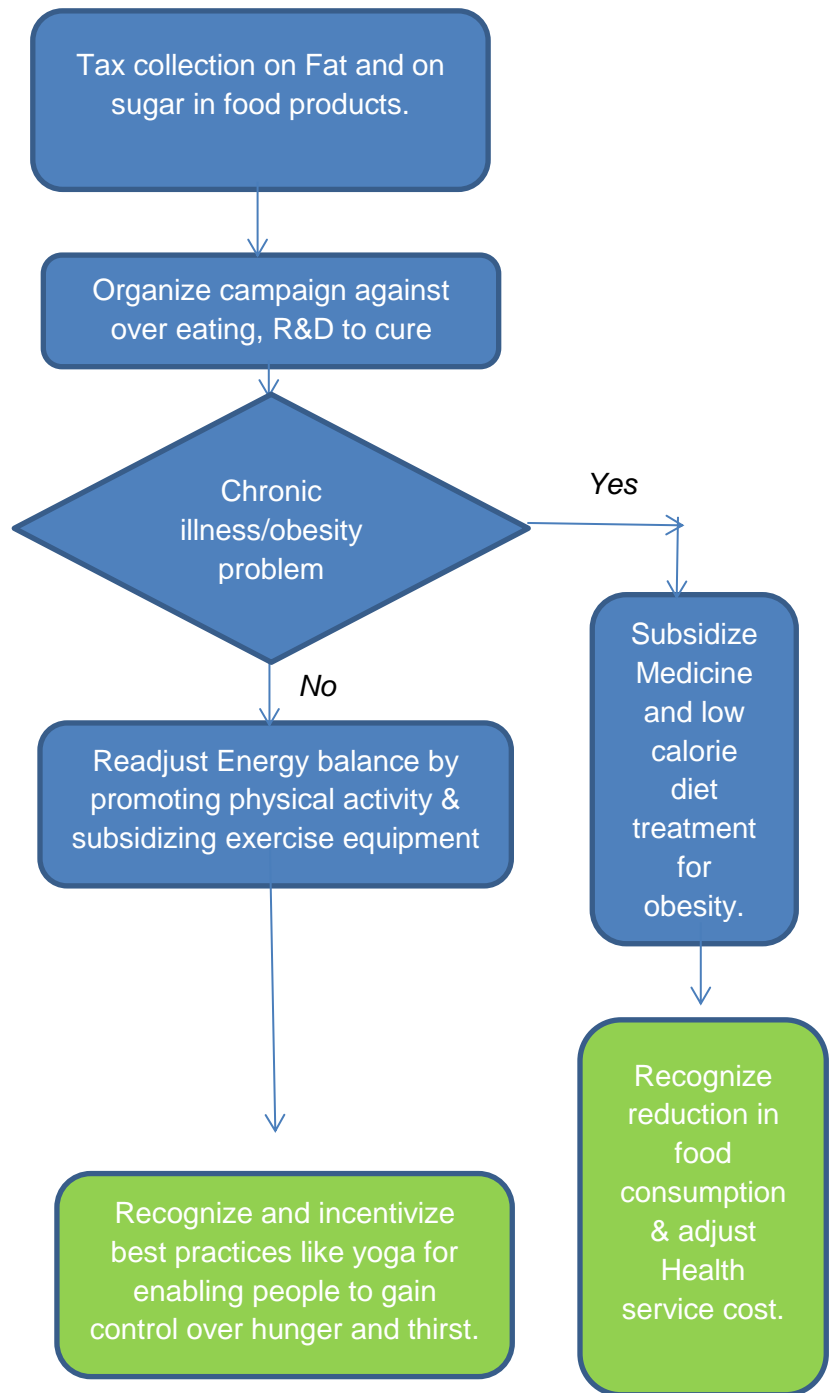 Tax collection on Fat and on
sugar in food products.
Organize campaign against
over eating, R&D to cure
Chronic
illness/obesity
problem
Yes
No
Subsidize
Medicine
and low
calorie
diet
treatment
for
obesity.
Readjust Energy balance by
promoting physical activity &
subsidizing exercise equipment
Recognize
reduction in
food
consumption
& adjust
Health
service cost.
Recognize and incentivize
best practices like yoga for
enabling people to gain
control over hunger and thirst.